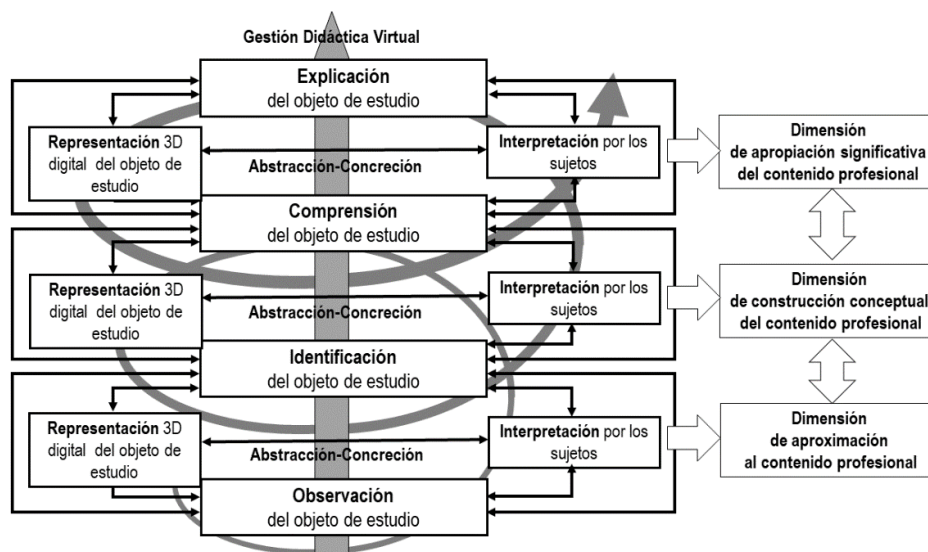 Gestión Didáctica Virtual
Explicación
del objeto de estudio
Representación 3D
digital del objeto de
estudio
Abstracción-Concreción
Interpretación por los
sujetos
Dimensión
de apropiación significativa
del contenido profesional
Comprensión
del objeto de estudio
Representación 3D
digital del objeto de
estudio
Abstracción-Concreción
Interpretación por los
sujetos
Dimensión
de construcción conceptual
del contenido profesional
Identificación
del objeto de estudio
Representación 3D
digital del objeto de
estudio
Abstracción-Concreción
Interpretación por los
sujetos
Dimensión
de aproximación
al contenido profesional
Observación
del objeto de estudio